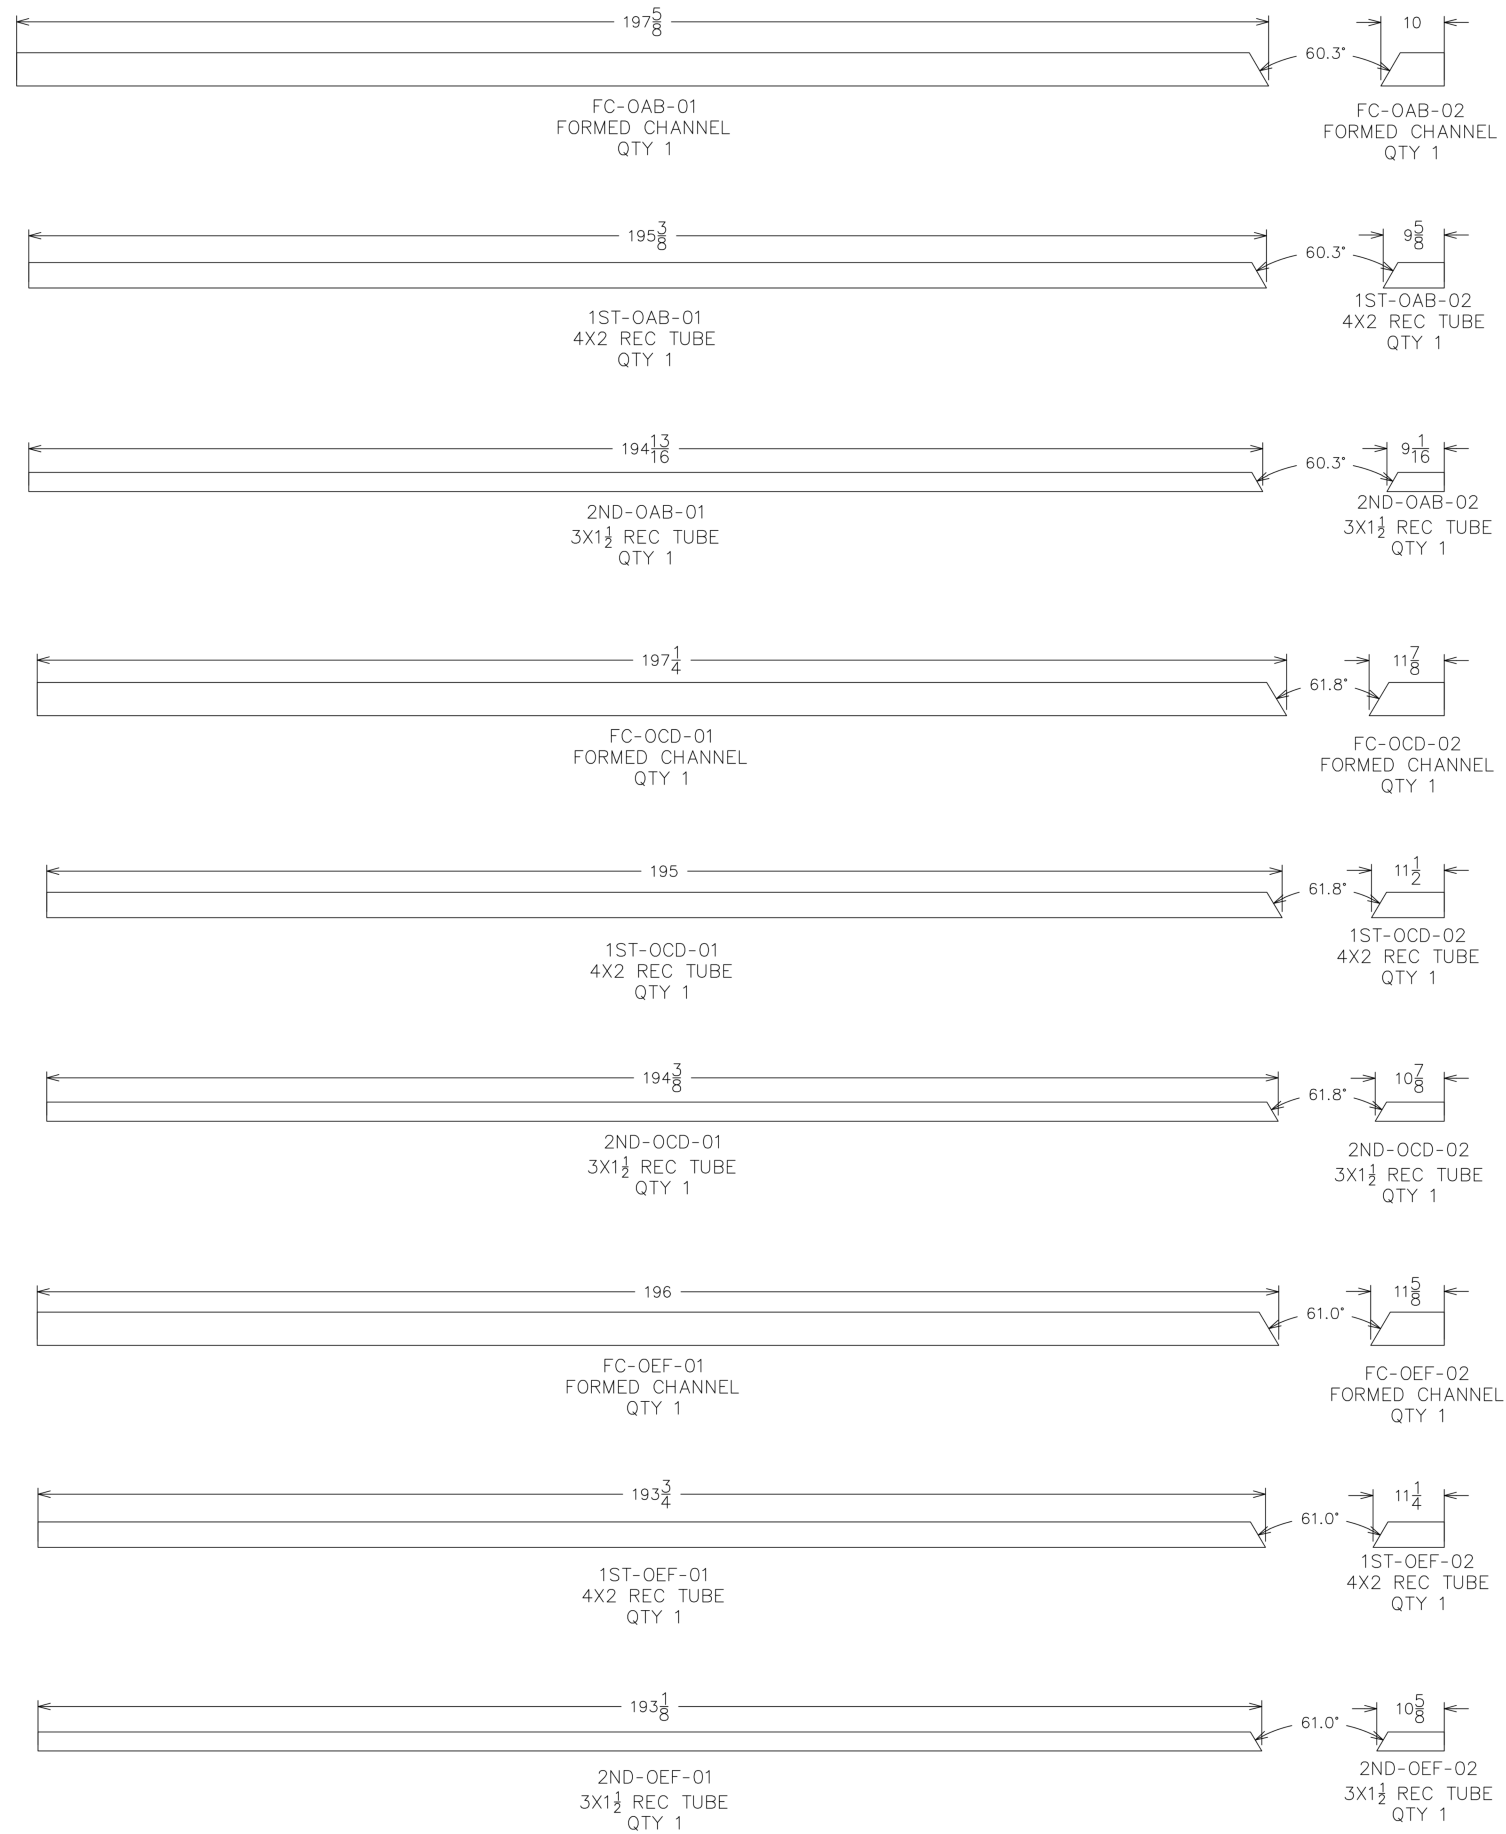 197 5/8
10
60.3°
FC-OAB-01
FORMED CHANNEL
QTY 1
FC-OAB-02
FORMED CHANNEL
QTY 1
195 3/8
9 5/8
60.3°
1ST-OAB-01
4X2 REC TUBE
QTY 1
1ST-OAB-02
4X2 REC TUBE
QTY 1
194 13/16
9 1/16
60.3°
2ND-OAB-01
3X1 1/2 REC TUBE
QTY 1
2ND-OAB-02
3X1 1/2 REC TUBE
QTY 1
197 1/4
11 7/8
61.8°
FC-OCD-01
FORMED CHANNEL
QTY 1
FC-OCD-02
FORMED CHANNEL
QTY 1
195
11 1/2
61.8°
1ST-OCD-01
4X2 REC TUBE
QTY 1
1ST-OCD-02
4X2 REC TUBE
QTY 1
194 3/8
10 7/8
61.8°
2ND-OCD-01
3X1 1/2 REC TUBE
QTY 1
2ND-OCD-02
3X1 1/2 REC TUBE
QTY 1
196
11 5/8
61.0°
FC-OEF-01
FORMED CHANNEL
QTY 1
FC-OEF-02
FORMED CHANNEL
QTY 1
193 3/4
11 1/4
61.0°
1ST-OEF-01
4X2 REC TUBE
QTY 1
1ST-OEF-02
4X2 REC TUBE
QTY 1
193 1/8
10 5/8
61.0°
2ND-OEF-01
3X1 1/2 REC TUBE
QTY 1
2ND-OEF-02
3X1 1/2 REC TUBE
QTY 1